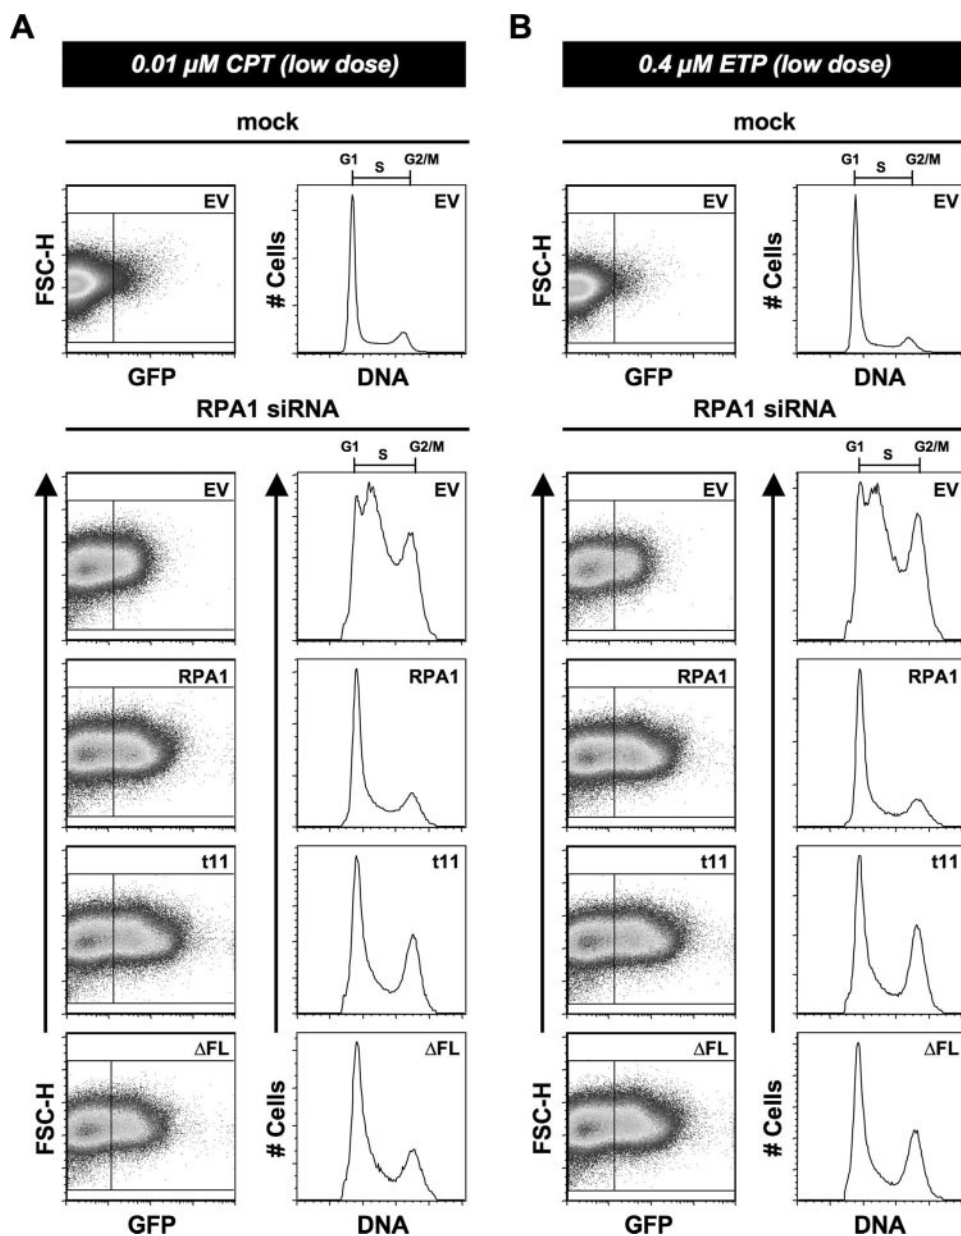 A
0.01 µM CPT (low dose)
mock
G1 S G2/M
EV
EV
FSC-H
# Cells
GFP
DNA
RPA1 siRNA
G1 S G2/M
EV
EV
RPA1
RPA1
t11
t11
ΔFL
ΔFL
FSC-H
# Cells
GFP
DNA
B
0.4 µM ETP (low dose)
mock
G1 S G2/M
EV
EV
FSC-H
# Cells
GFP
DNA
RPA1 siRNA
G1 S G2/M
EV
EV
RPA1
RPA1
t11
t11
ΔFL
ΔFL
FSC-H
# Cells
GFP
DNA